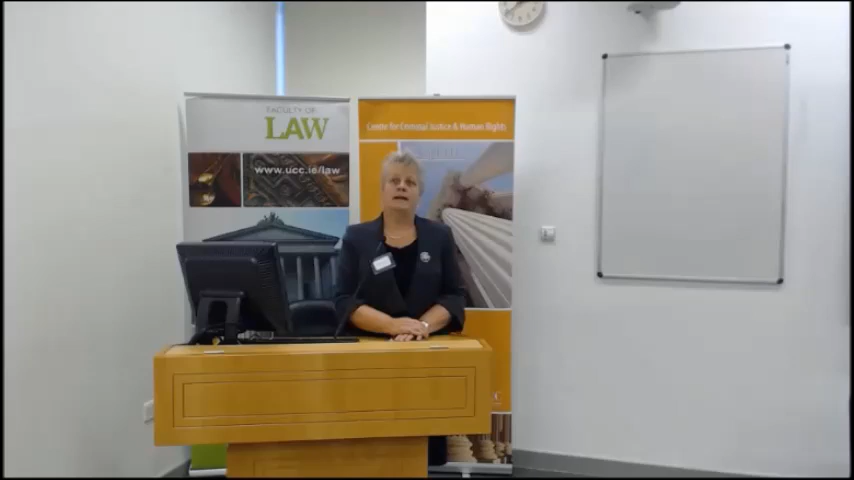 FACULTY OF
LAW
www.ucc.ie/law
Centre for Criminal Justice & Human Rights